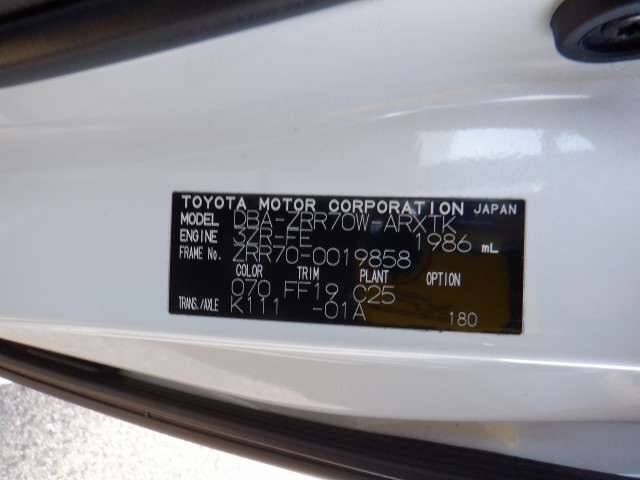 TOYOTA MOTOR CORPORATION JAPAN
MODEL DBA-ZRR70W-ARXTK
ENGINE 3ZR-FE 1986 mL
FRAME No. ZRR70-0019858
COLOR TRIM PLANT OPTION
070 FF19 C25
TRANS./AXLE K111 -01A
180